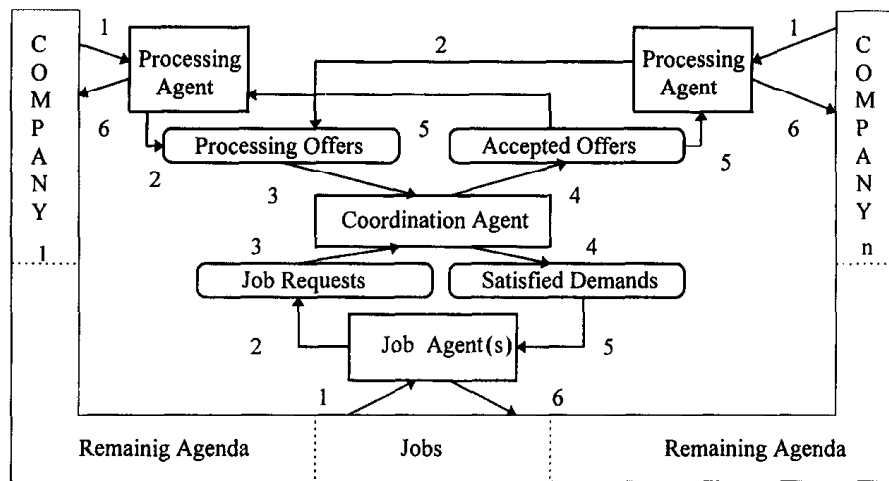 1
2
1
C
O
M
P
A
N
Y
1
Processing
Agent
Processing
Agent
C
O
M
P
A
N
Y
n
6
5
6
2
Processing Offers
Accepted Offers
5
3
4
Coordination Agent
3
4
Job Requests
Satisfied Demands
2
Job Agent(s)
5
1
6
Remainig Agenda
Jobs
Remaining Agenda